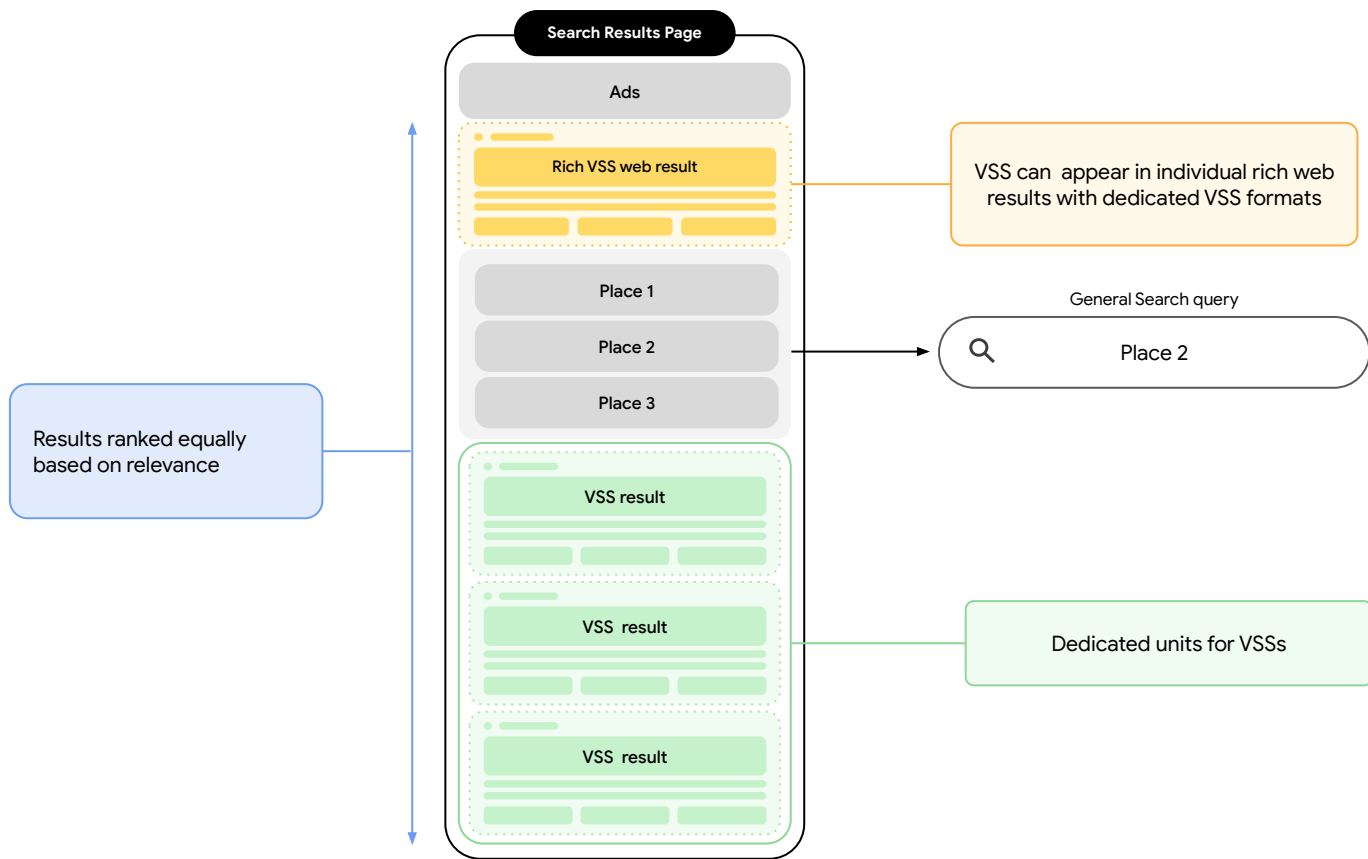 Search Results Page
Ads
Rich VSS web result
VSS can  appear in individual rich web
results with dedicated VSS formats
Place 1
Place 2
Place 3
General Search query
Place 2
Results ranked equally
based on relevance
VSS result
VSS  result
VSS  result
Dedicated units for VSSs